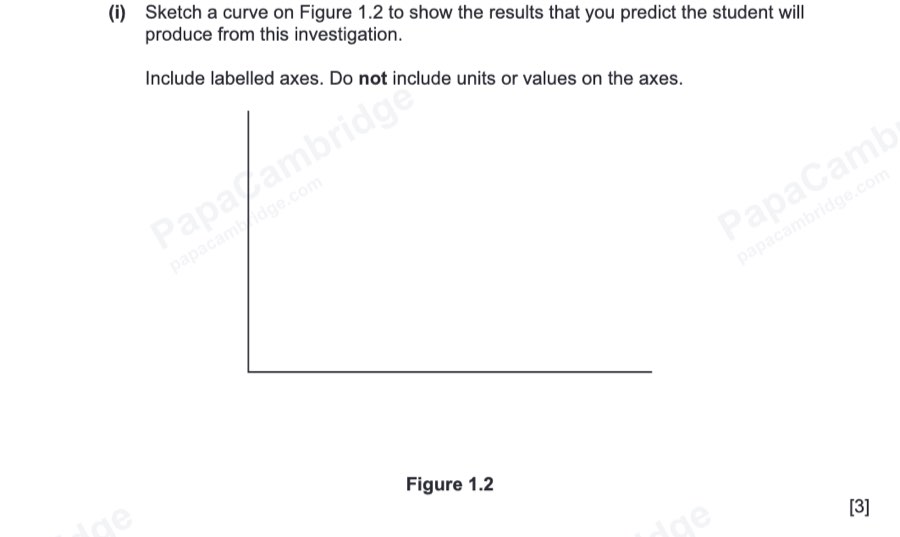 (i) Sketch a curve on Figure 1.2 to show the results that you predict the student will
produce from this investigation.
Include labelled axes. Do not include units or values on the axes.
PapaCambridge
papacambridge.com
PapaCamb
papacambridge.com
Figure 1.2
[3]
dge
dge